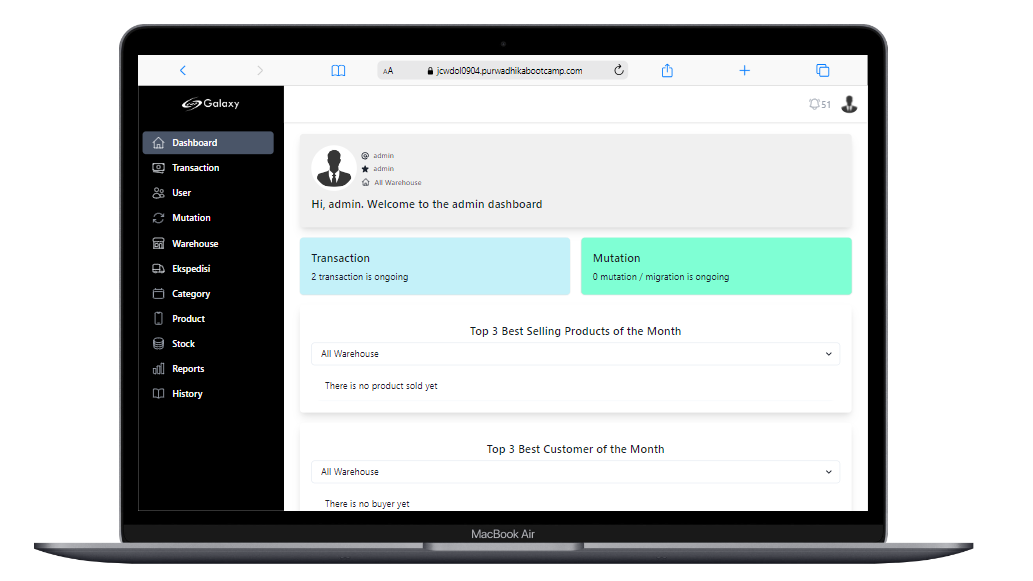 AA
jcwdol0904.purwadhikabootcamp.com
Galaxy
51
Dashboard
Transaction
User
Mutation
Warehouse
Ekspedisi
Category
Product
Stock
Reports
History
admin
admin
All Warehouse
Hi, admin. Welcome to the admin dashboard
Transaction
2 transaction is ongoing
Mutation
0 mutation / migration is ongoing
Top 3 Best Selling Products of the Month
All Warehouse
There is no product sold yet
Top 3 Best Customer of the Month
All Warehouse
There is no buyer yet
MacBook Air